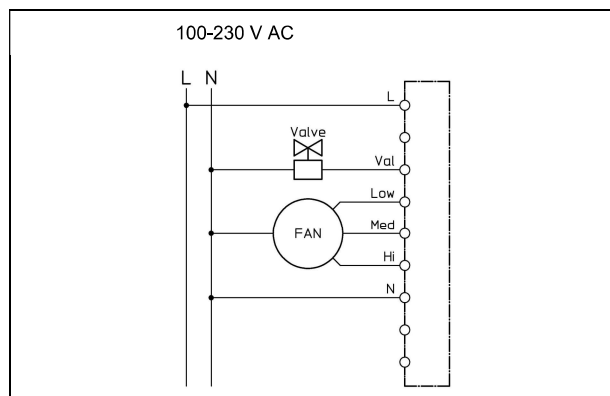 100-230 V AC
L N
L
Valve
Val
Low
FAN
Med
Hi
N